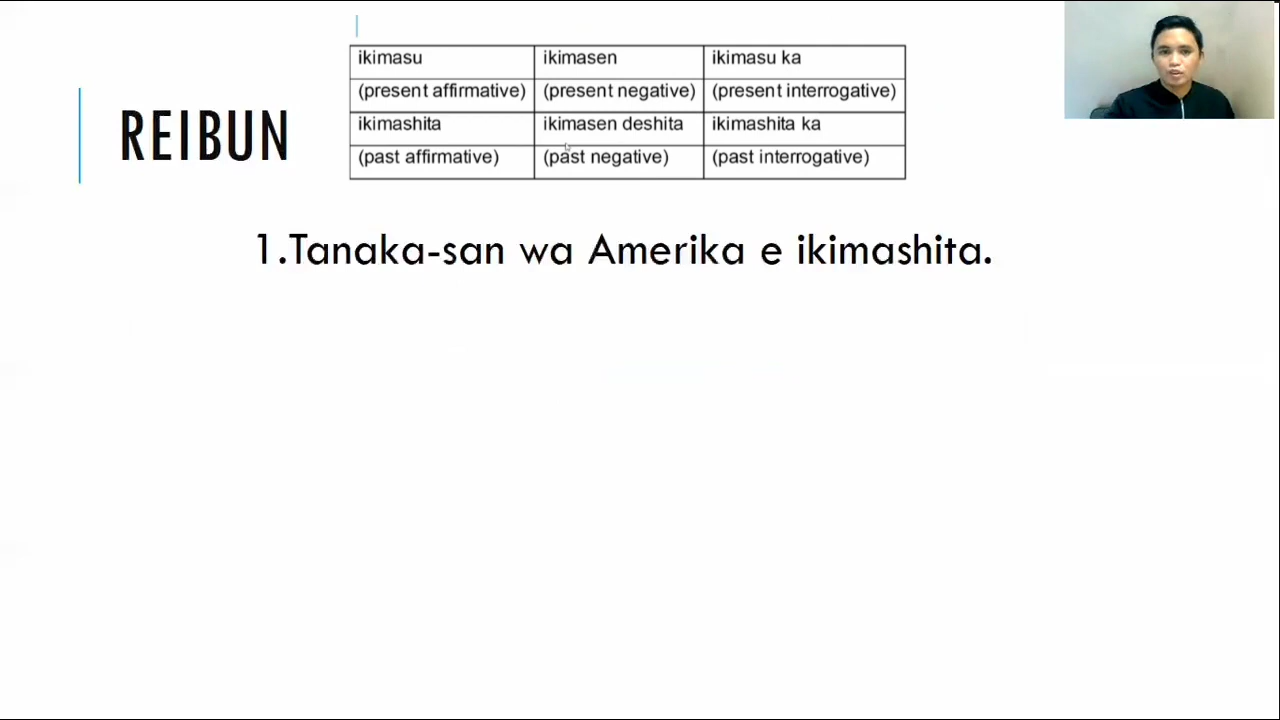 REIBUN
ikimasu ikimasen ikimasu ka
(present affirmative) (present negative) (present interrogative)
ikimashita ikimasen deshita ikimashita ka
(past affirmative) (past negative) (past interrogative)
1.Tanaka-san wa Amerika e ikimashita.